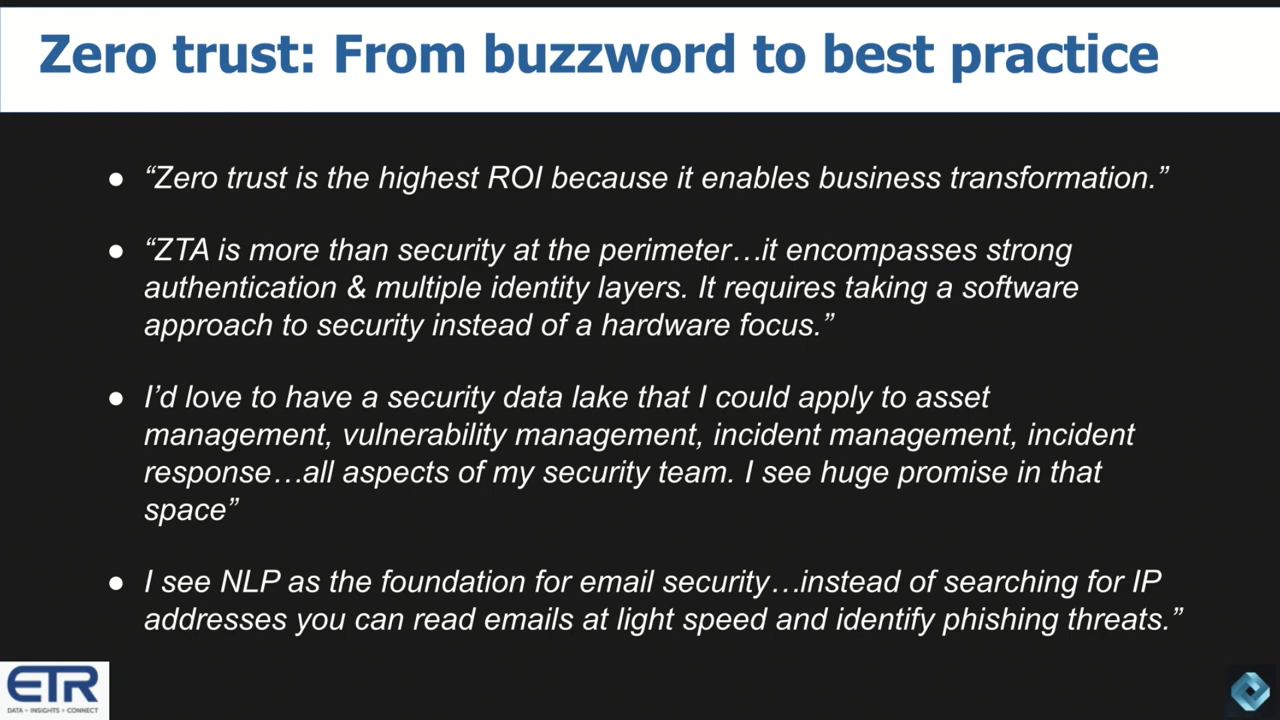 Zero trust: From buzzword to best practice
● “Zero trust is the highest ROI because it enables business transformation.”
● “ZTA is more than security at the perimeter…it encompasses strong
authentication & multiple identity layers. It requires taking a software
approach to security instead of a hardware focus.”
● I’d love to have a security data lake that I could apply to asset
management, vulnerability management, incident management, incident
response…all aspects of my security team. I see huge promise in that
space”
● I see NLP as the foundation for email security…instead of searching for IP
addresses you can read emails at light speed and identify phishing threats.”
ETR
DATA • INSIGHTS • CONNECT